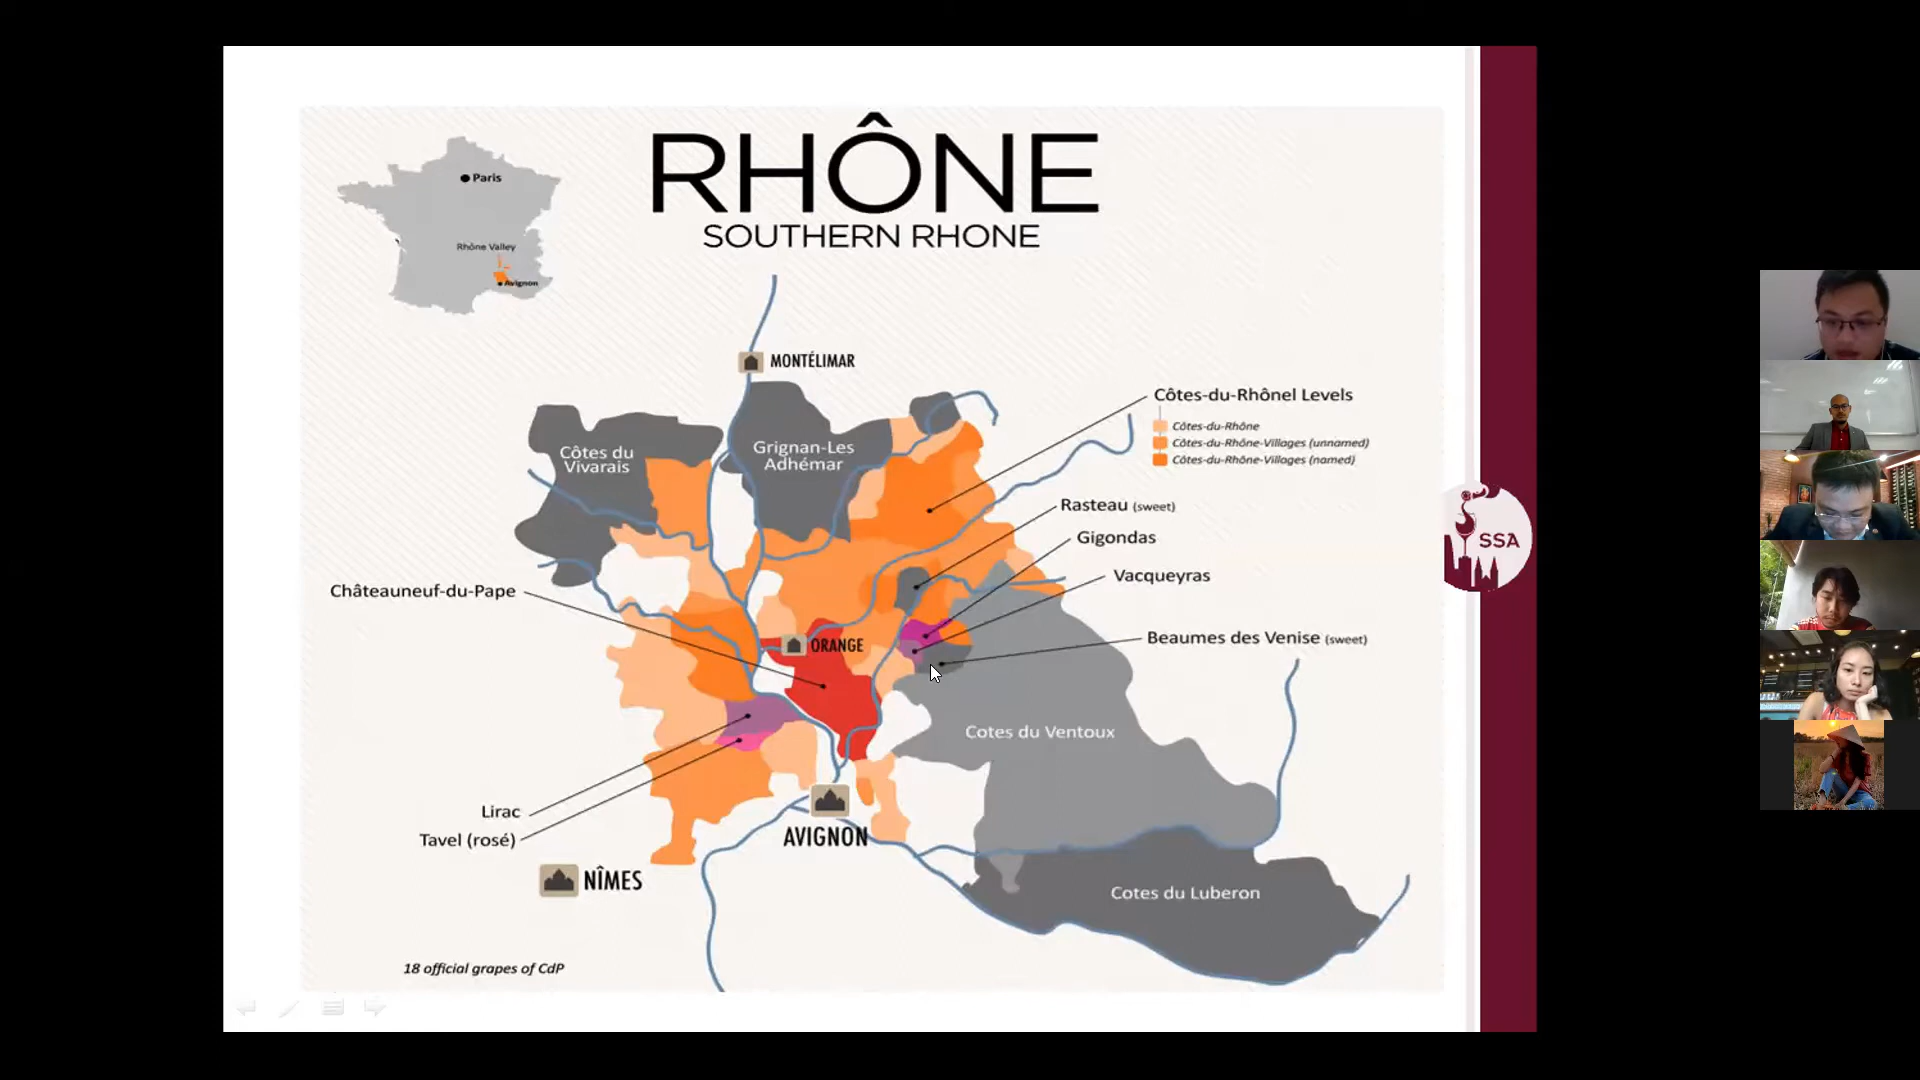 RHÔNE
SOUTHERN RHONE
Paris
Rhône Valley
Avignon
MONTÉLIMAR
Côtes-du-Rhônel Levels
Côtes-du-Rhône
Côtes-du-Rhône-Villages (unnamed)
Côtes-du-Rhône-Villages (named)
Côtes du
Vivarais
Grignan-Les
Adhémar
Rasteau (sweet)
Gigondas
Vacqueyras
SSA
Châteauneuf-du-Pape
ORANGE
Beaumes des Venise (sweet)
Cotes du Ventoux
Lirac
Tavel (rosé)
AVIGNON
NÎMES
Cotes du Luberon
18 official grapes of CdP